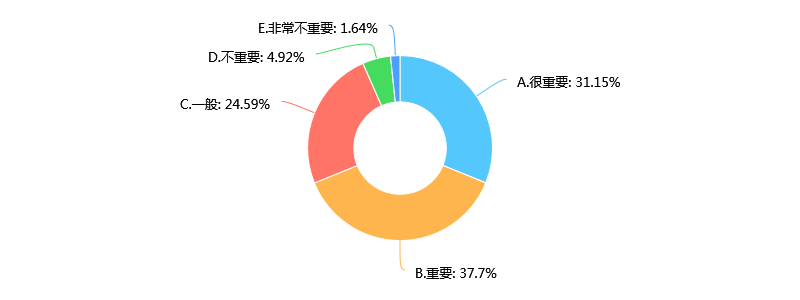 E.非常不重要: 1.64%
D.不重要: 4.92%
A.很重要: 31.15%
C.一般: 24.59%
B.重要: 37.7%